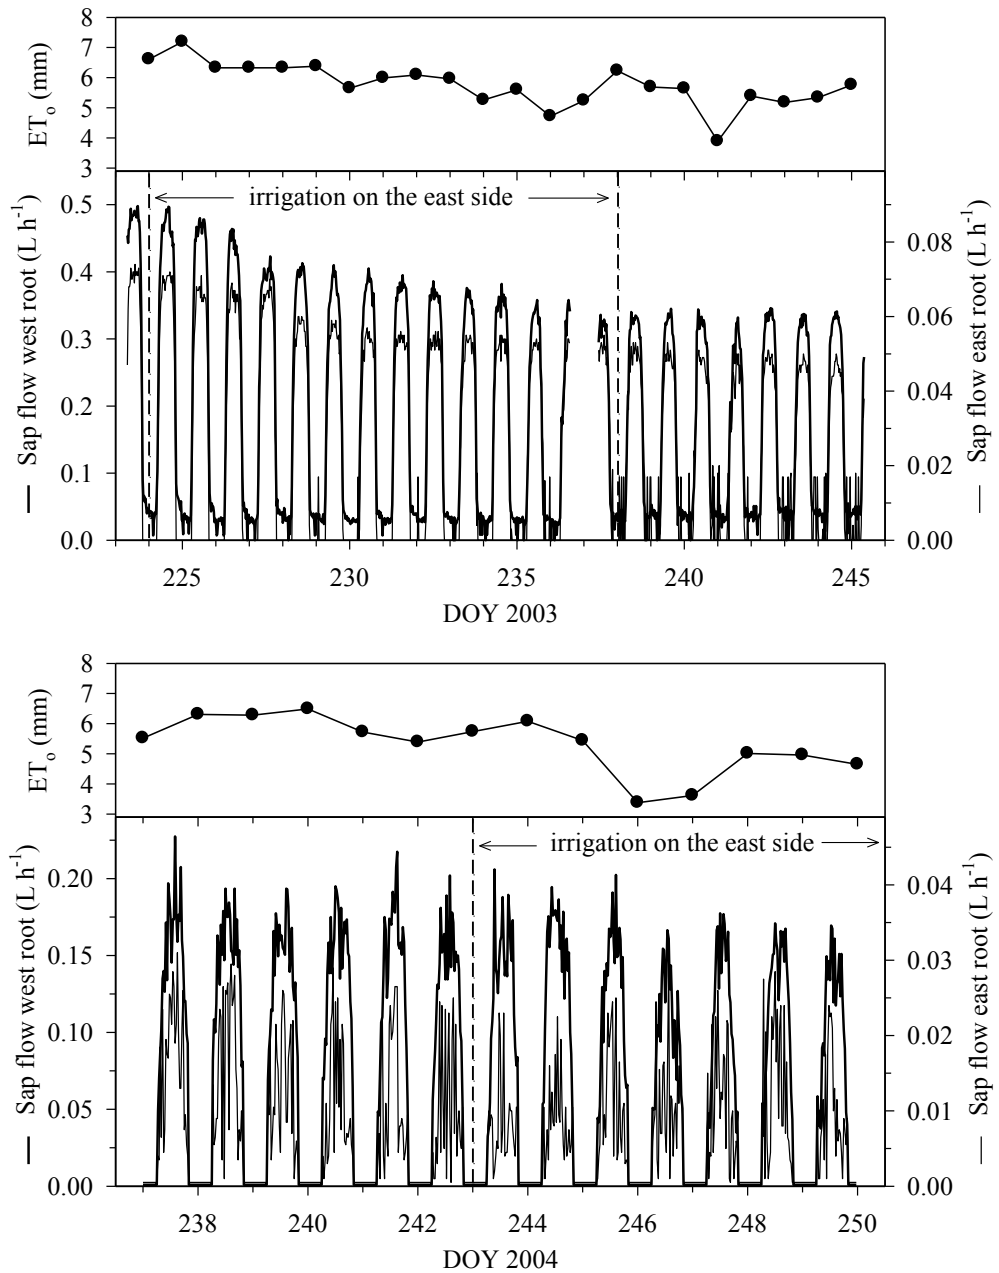 8
7
6
5
4
3
ET_o (mm)
irrigation on the east side
0.5
0.4
0.3
0.2
0.1
0.0
— Sap flow west root (L h⁻¹)
0.08
0.06
0.04
0.02
0.00
— Sap flow east root (L h⁻¹)
225 230 235 240 245
DOY 2003
8
7
6
5
4
3
ET_o (mm)
irrigation on the east side
0.20
0.15
0.10
0.05
0.00
— Sap flow west root (L h⁻¹)
0.04
0.03
0.02
0.01
0.00
— Sap flow east root (L h⁻¹)
238 240 242 244 246 248 250
DOY 2004